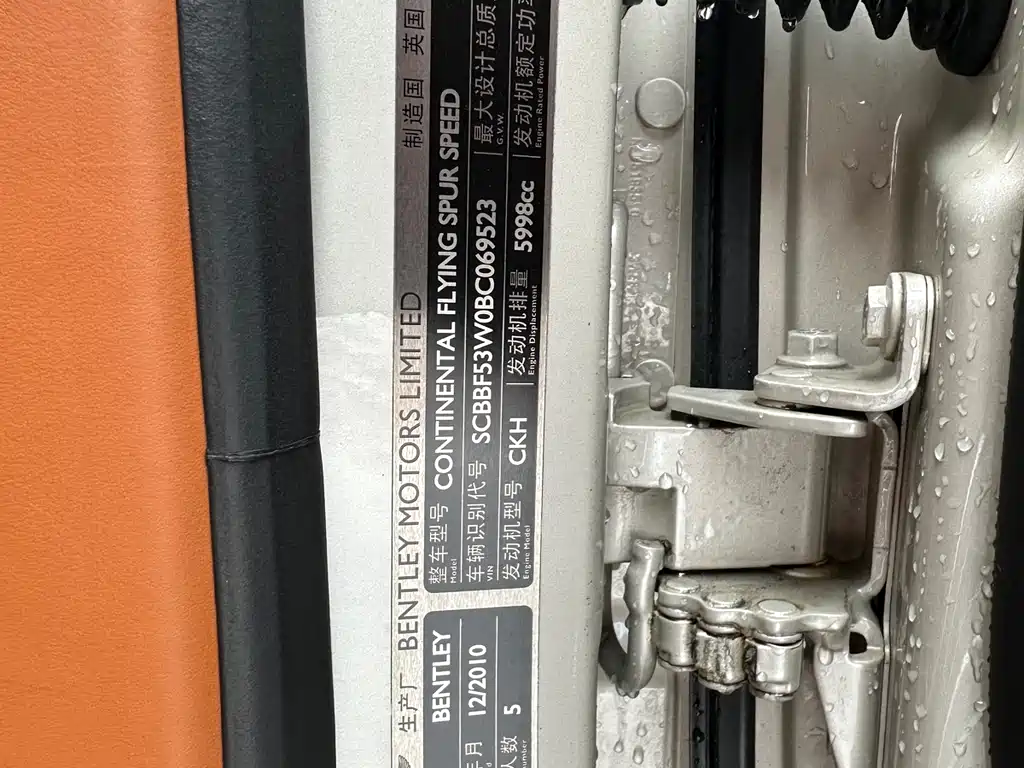 生产厂 BENTLEY MOTORS LIMITED 制造国 英国
BENTLEY 整车型号 CONTINENTAL FLYING SPUR SPEED
Model
12/2010 车辆识别代号 SCBBF53W0BC069523 最大设计总质
VIN G.V.W.
人数 5 发动机型号 CKH 发动机排量 5998cc 发动机额定功
Engine Model Engine Displacement Engine Rated Power